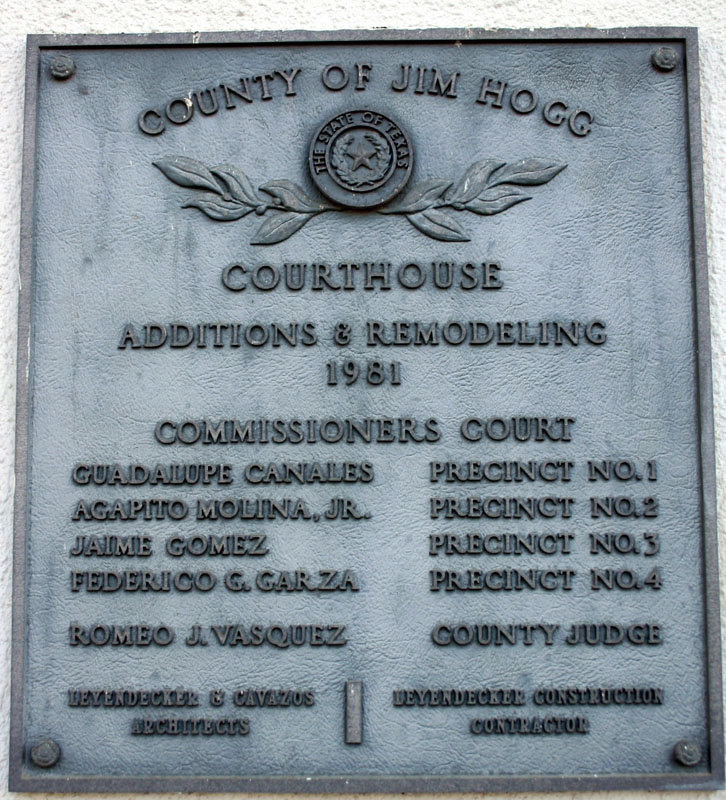 COUNTY OF JIM HOGG
THE STATE OF TEXAS
COURTHOUSE
ADDITIONS & REMODELING
1981
COMMISSIONERS COURT
GUADALUPE CANALES PRECINCT NO. 1
AGAPITO MOLINA, JR. PRECINCT NO. 2
JAIME GOMEZ PRECINCT NO. 3
FEDERICO G. GARZA PRECINCT NO. 4
ROMEO J. VASQUEZ COUNTY JUDGE
LEYENDECKER & CAVAZOS
ARCHITECTS
LEYENDECKER CONSTRUCTION
CONTRACTOR